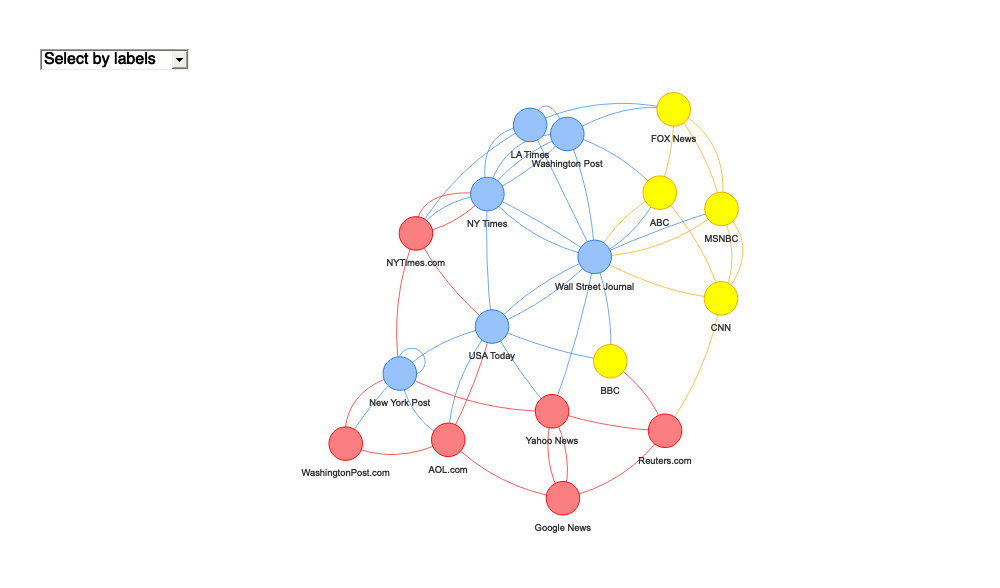 Select by labels
FOX News
LA Times
Washington Post
NY Times
ABC
MSNBC
NYTimes.com
Wall Street Journal
CNN
USA Today
BBC
New York Post
Yahoo News
Reuters.com
WashingtonPost.com
AOL.com
Google News